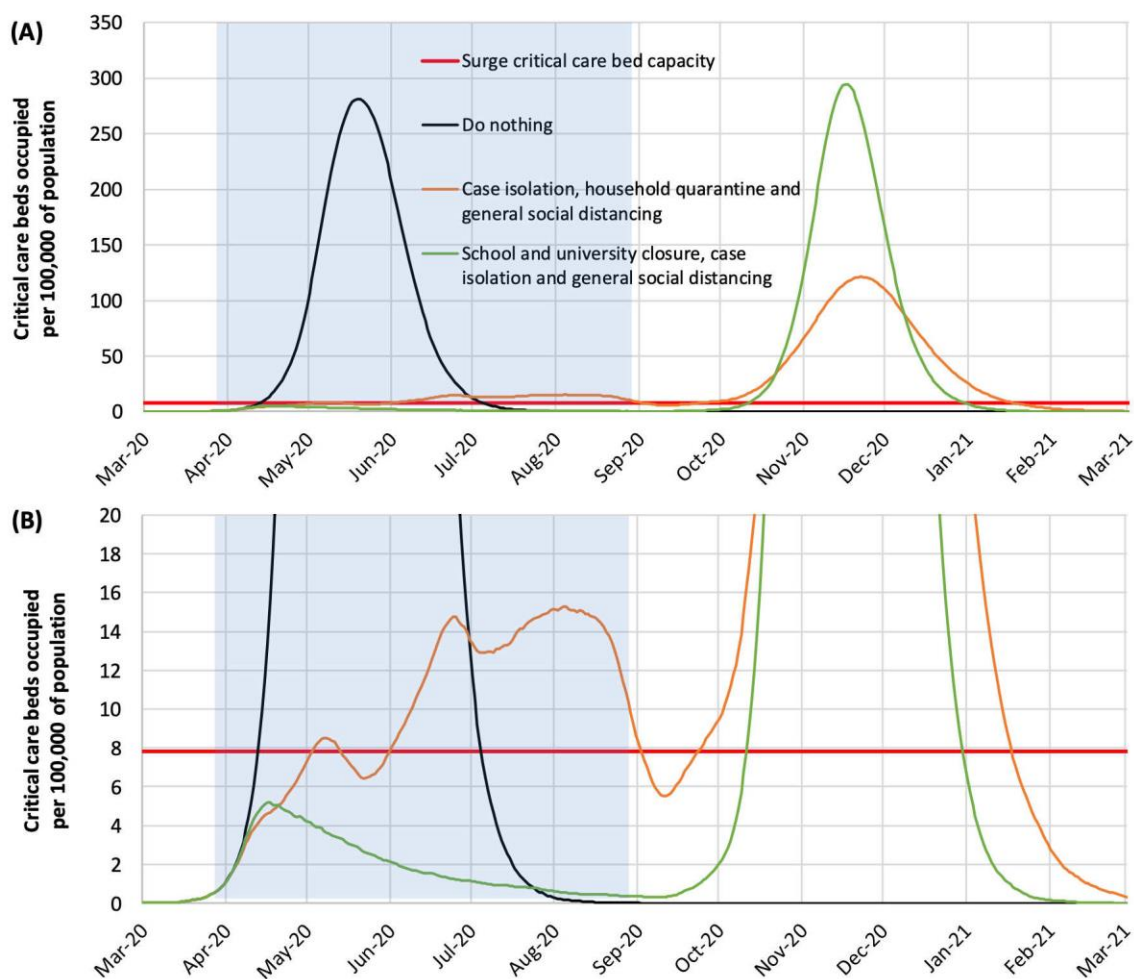 (A)
Critical care beds occupied
per 100,000 of population
350
300
250
200
150
100
50
0
Surge critical care bed capacity
Do nothing
Case isolation, household quarantine and
general social distancing
School and university closure, case
isolation and general social distancing
Mar-20
Apr-20
May-20
Jun-20
Jul-20
Aug-20
Sep-20
Oct-20
Nov-20
Dec-20
Jan-21
Feb-21
Mar-21
(B)
Critical care beds occupied
per 100,000 of population
20
18
16
14
12
10
8
6
4
2
0
Mar-20
Apr-20
May-20
Jun-20
Jul-20
Aug-20
Sep-20
Oct-20
Nov-20
Dec-20
Jan-21
Feb-21
Mar-21